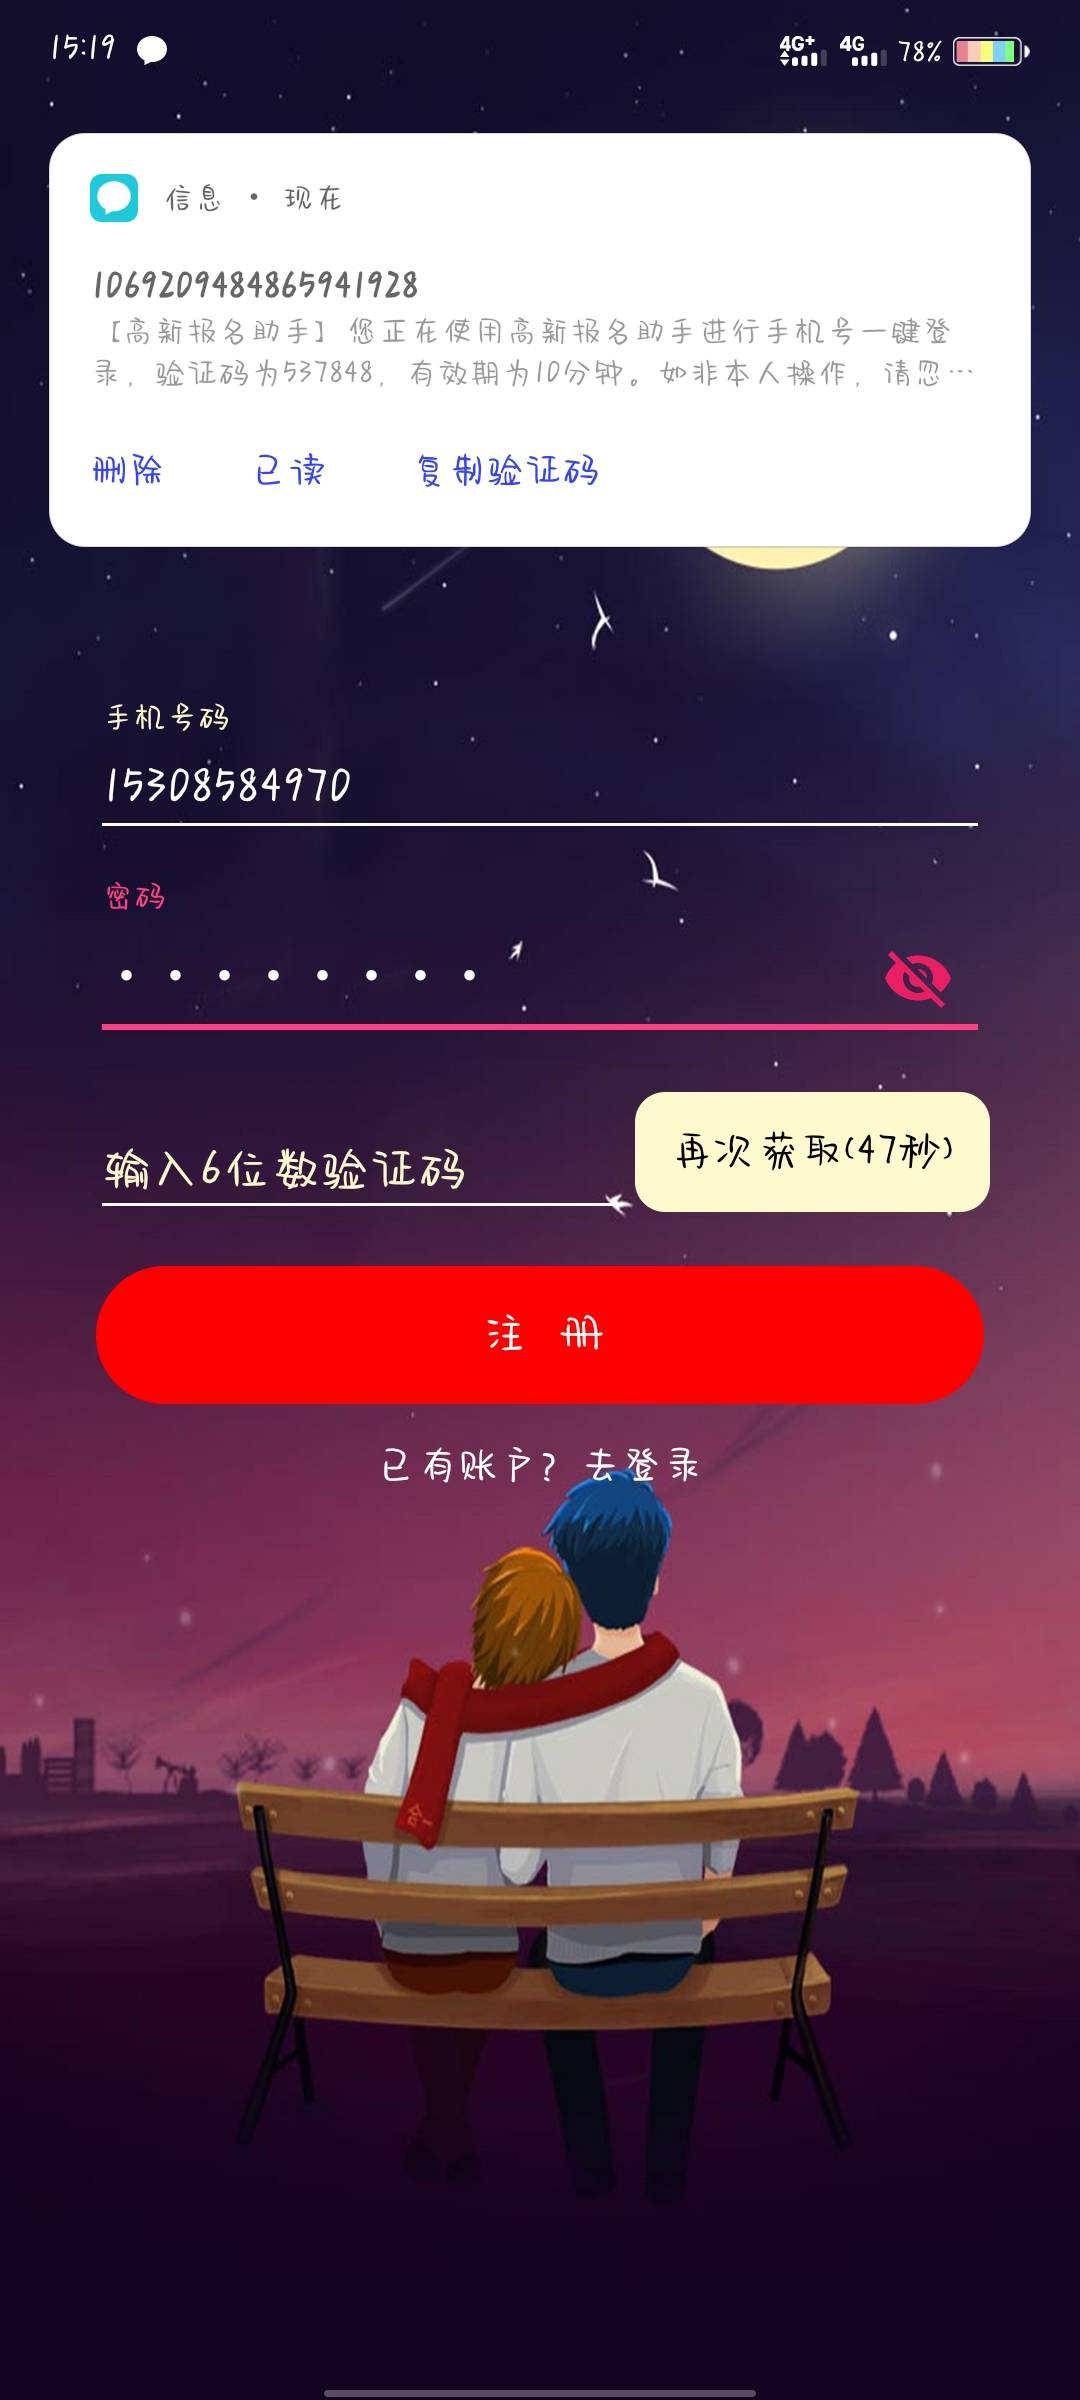 15:19 4G+ 4G 78%
信息 · 现在
1069209484865941928
【高新报名助手】您正在使用高新报名助手进行手机号一键登
录，验证码为537848，有效期为10分钟。如非本人操作，请忽…
删除 已读 复制验证码
手机号码
15308584970
密码
输入6位数验证码
再次获取(47秒)
注 册
已有账户？去登录